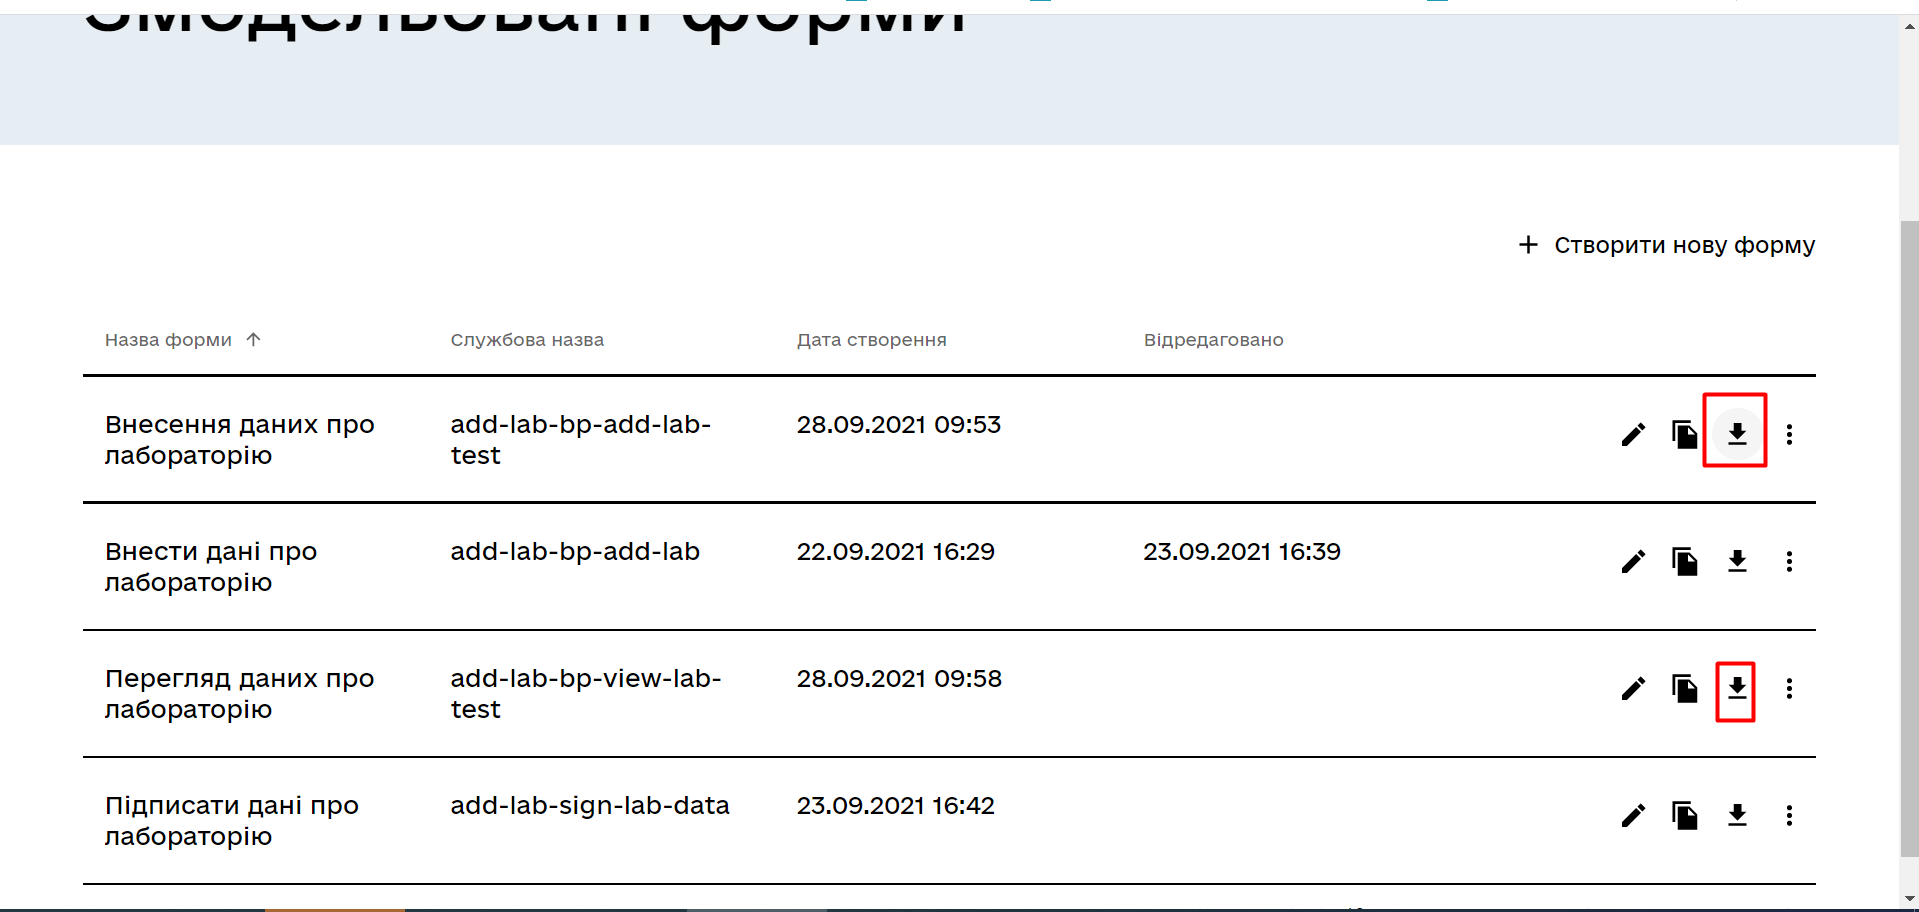 Змодельовані форми
+ Створити нову форму
Назва форми ↑ Службова назва Дата створення Відредаговано
Внесення даних про add-lab-bp-add-lab- 28.09.2021 09:53
лабораторію test
Внести дані про add-lab-bp-add-lab 22.09.2021 16:29 23.09.2021 16:39
лабораторію
Перегляд даних про add-lab-bp-view-lab- 28.09.2021 09:58
лабораторію test
Підписати дані про add-lab-sign-lab-data 23.09.2021 16:42
лабораторію